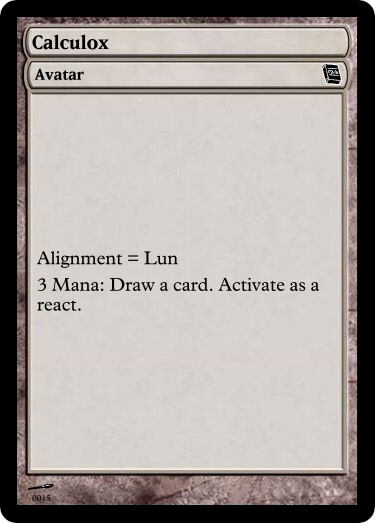 Calculox
Avatar
Alignment = Lun
3 Mana: Draw a card. Activate as a
react.
0015